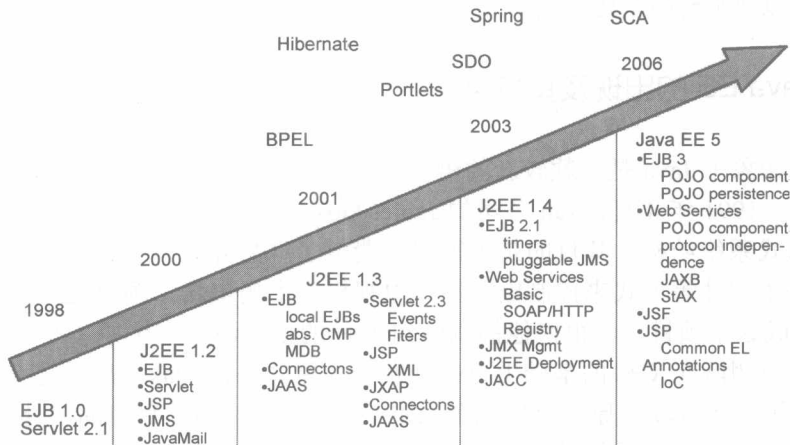 Spring
SCA
Hibernate
SDO
2006
Portlets
2003
BPEL
2001
2000
1998
EJB 1.0
Servlet 2.1
J2EE 1.2
•EJB
•Servlet
•JSP
•JMS
•JavaMail
J2EE 1.3
•EJB
local EJBs
abs. CMP
MDB
•Connectons
•JAAS
•Servlet 2.3
Events
Fiters
•JSP
XML
•JXAP
•Connectons
•JAAS
J2EE 1.4
•EJB 2.1
timers
pluggable JMS
•Web Services
Basic
SOAP/HTTP
Registry
•JMX Mgmt
•J2EE Deployment
•JACC
Java EE 5
•EJB 3
POJO component
POJO persistence
•Web Services
POJO component
protocol indepen-
dence
JAXB
StAX
•JSF
•JSP
Common EL
Annotations
IoC